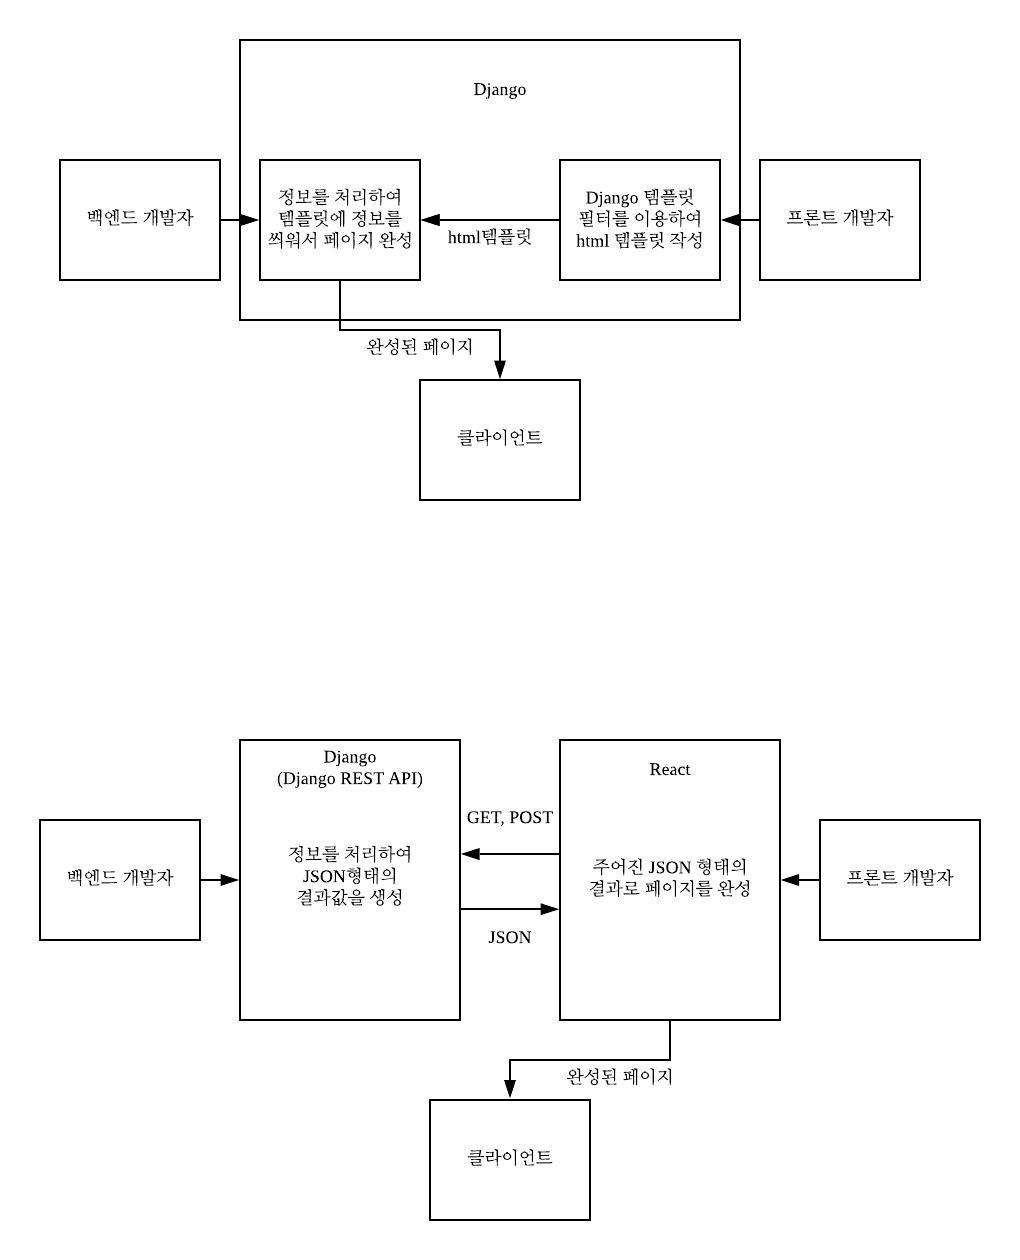 Django
백엔드 개발자
정보를 처리하여
템플릿에 정보를
씌워서 페이지 완성
html템플릿
Django 템플릿
필터를 이용하여
html 템플릿 작성
프론트 개발자
완성된 페이지
클라이언트
Django
(Django REST API)
React
GET, POST
백엔드 개발자
정보를 처리하여
JSON형태의
결과값을 생성
주어진 JSON 형태의
결과로 페이지를 완성
프론트 개발자
JSON
완성된 페이지
클라이언트